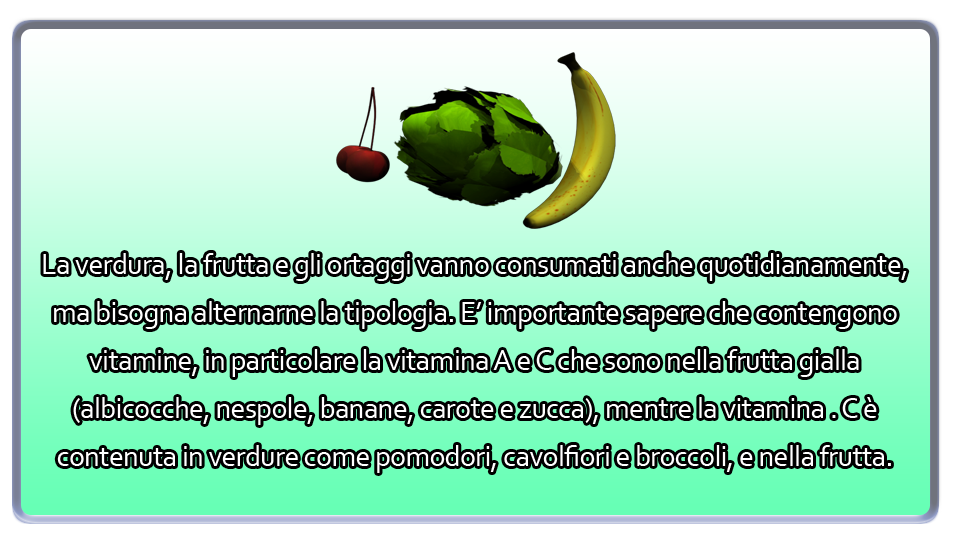 La verdura, la frutta e gli ortaggi vanno consumati anche quotidianamente,
ma bisogna alternarne la tipologia. E’ importante sapere che contengono
vitamine, in particolare la vitamina A e C che sono nella frutta gialla
(albicocche, nespole, banane, carote e zucca), mentre la vitamina . C è
contenuta in verdure come pomodori, cavolfiori e broccoli, e nella frutta.